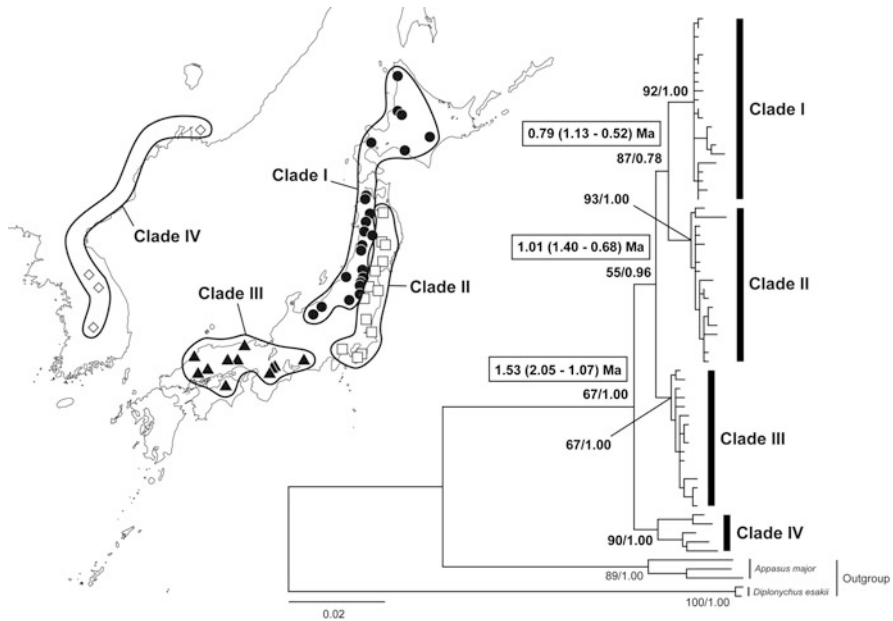 Clade I
Clade IV
Clade III
Clade II
92/1.00
Clade I
0.79 (1.13 - 0.52) Ma
87/0.78
93/1.00
1.01 (1.40 - 0.68) Ma
55/0.96
Clade II
1.53 (2.05 - 1.07) Ma
67/1.00
67/1.00
Clade III
90/1.00
Clade IV
89/1.00
Appasus major
Outgroup
Diplonychus esakii
100/1.00
0.02